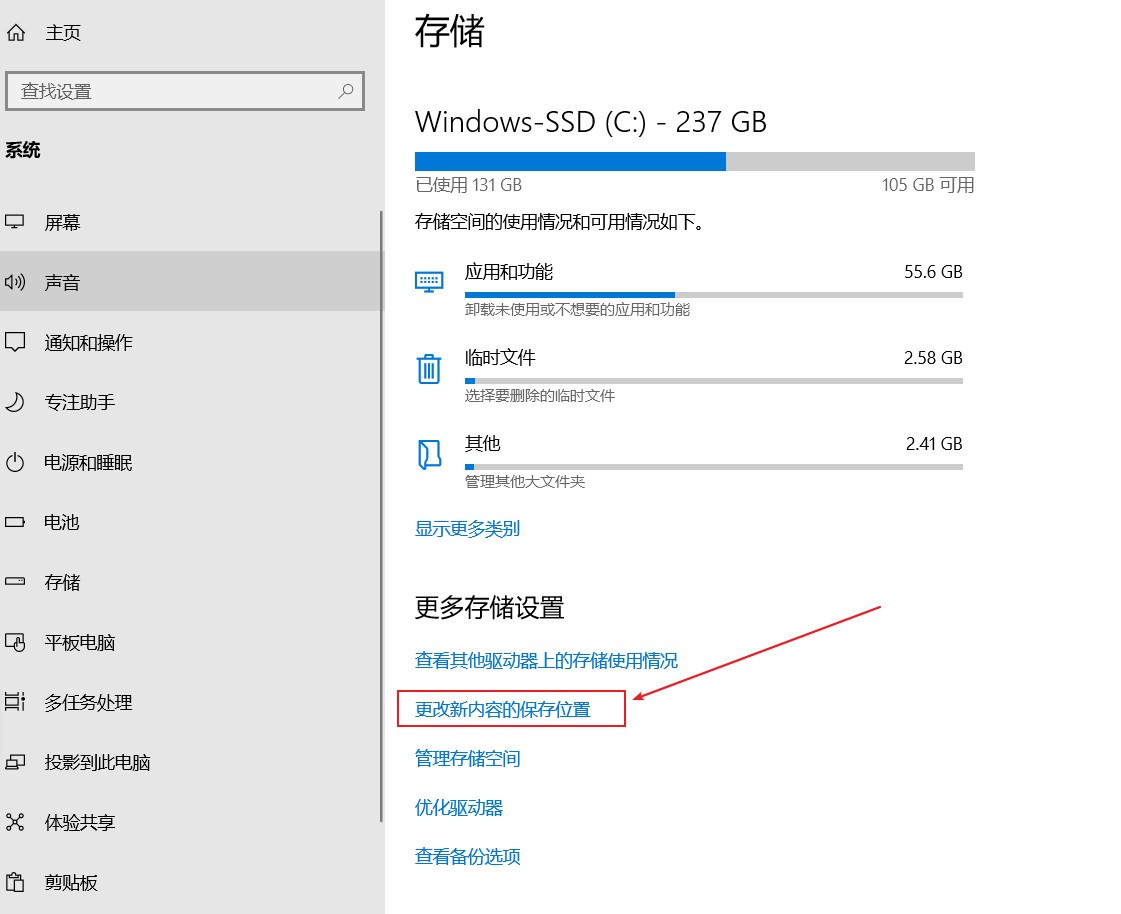 主页
查找设置
系统
屏幕
声音
通知和操作
专注助手
电源和睡眠
电池
存储
平板电脑
多任务处理
投影到此电脑
体验共享
剪贴板
存储
Windows-SSD (C:) - 237 GB
已使用 131 GB
105 GB 可用
存储空间的使用情况和可用情况如下。
应用和功能
55.6 GB
卸载未使用或不想要的应用和功能
临时文件
2.58 GB
选择要删除的临时文件
其他
2.41 GB
管理其他大文件夹
显示更多类别
更多存储设置
查看其他驱动器上的存储使用情况
更改新内容的保存位置
管理存储空间
优化驱动器
查看备份选项